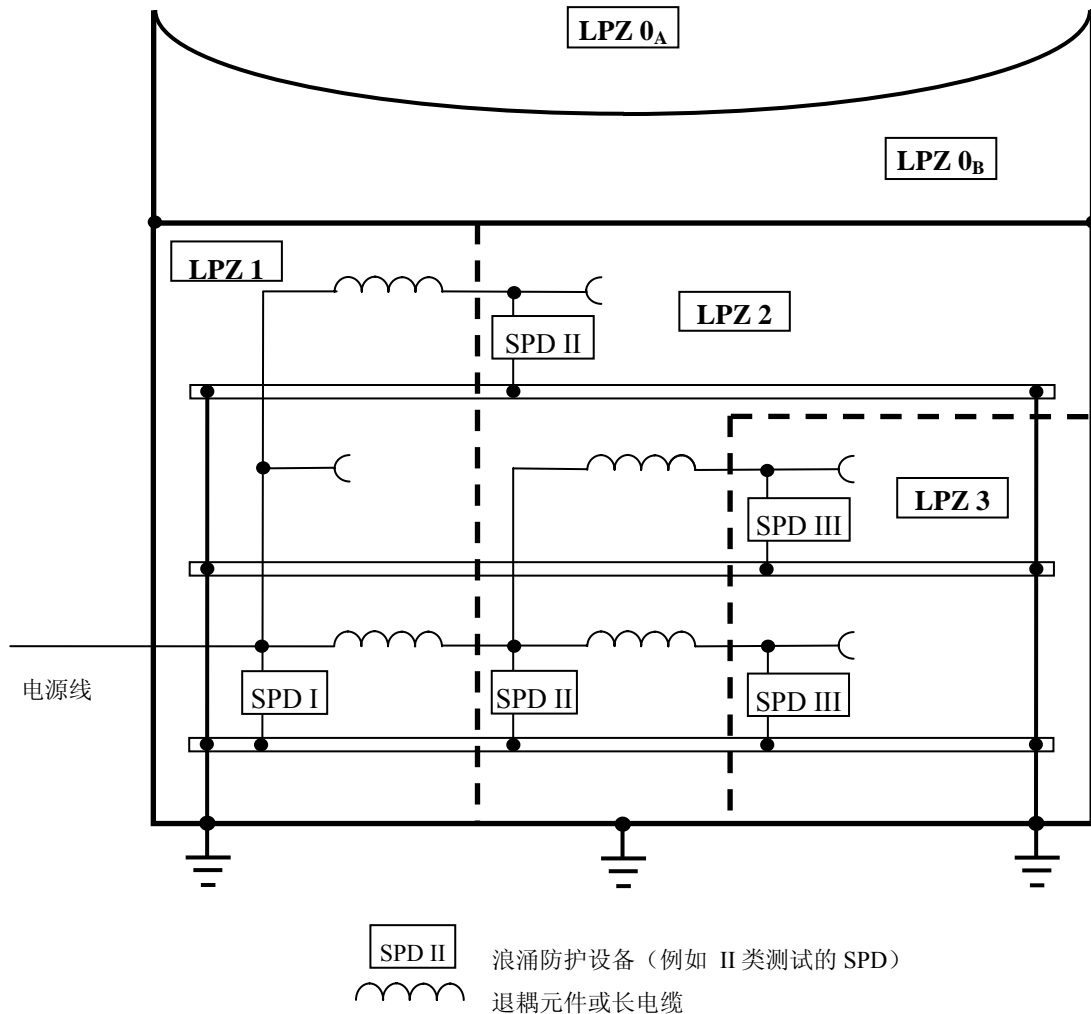 LPZ 0A
LPZ 0B
LPZ 1
LPZ 2
SPD II
LPZ 3
SPD III
电源线
SPD I
SPD II
SPD III
SPD II 浪涌防护设备（例如 II 类测试的 SPD）
退耦元件或长电缆